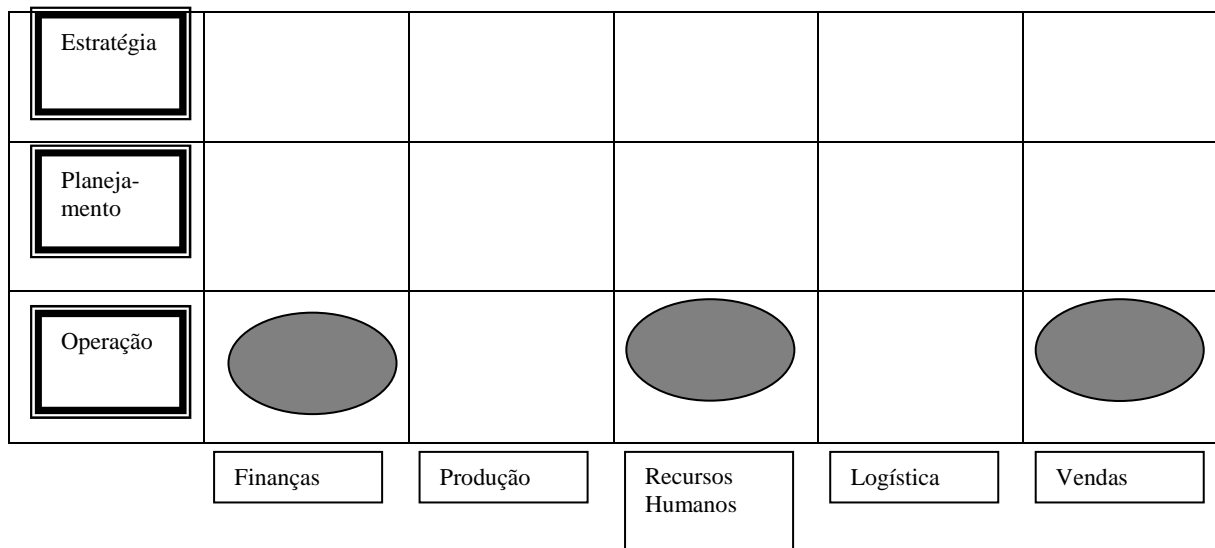 Estratégia
Planeja-
mento
Operação
Finanças
Produção
Recursos
Humanos
Logística
Vendas